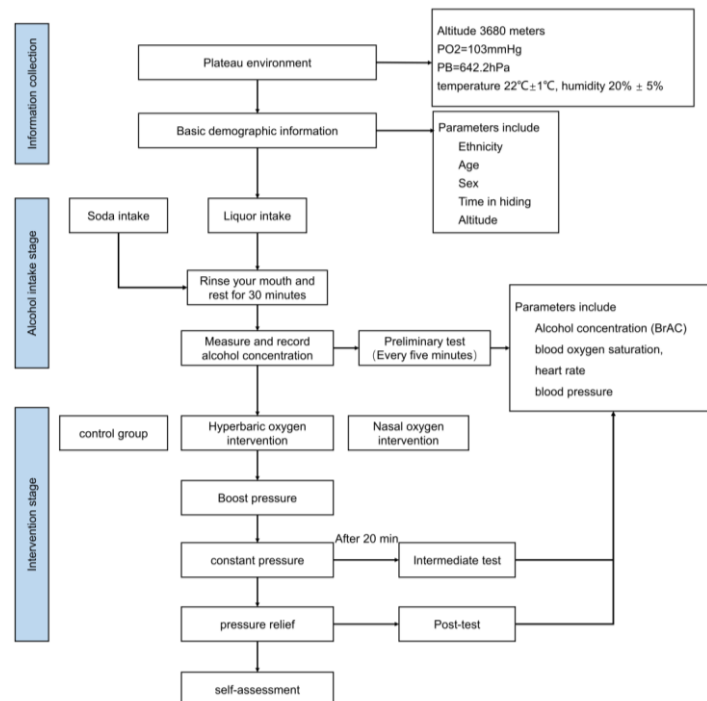 Information collection
Plateau environment
Altitude 3680 meters
PO2=103mmHg
PB=642.2hPa
temperature 22℃±1℃, humidity 20% ± 5%
Basic demographic information
Parameters include
Ethnicity
Age
Sex
Time in hiding
Altitude
Alcohol intake stage
Soda intake
Liquor intake
Rinse your mouth and
rest for 30 minutes
Measure and record
alcohol concentration
Preliminary test
(Every five minutes)
Parameters include
Alcohol concentration (BrAC)
blood oxygen saturation,
heart rate
blood pressure
Intervention stage
control group
Hyperbaric oxygen
intervention
Nasal oxygen
intervention
Boost pressure
constant pressure
After 20 min
Intermediate test
pressure relief
Post-test
self-assessment